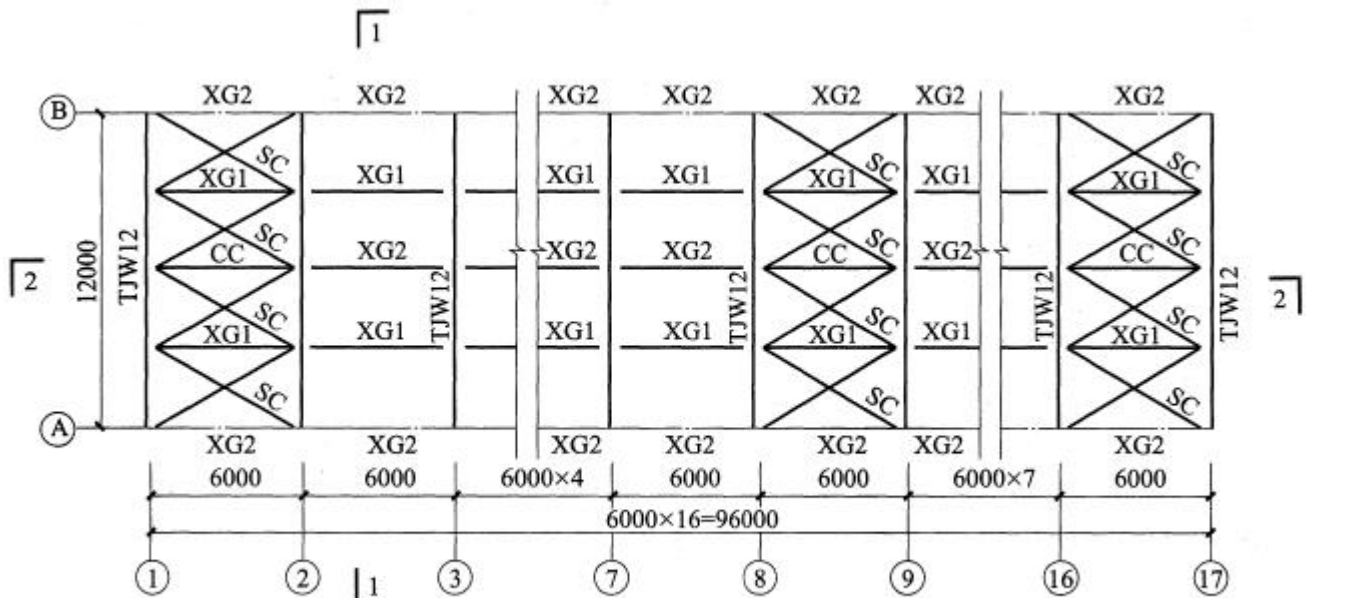 1
XG2 XG2 XG2 XG2 XG2 XG2 XG2
B
SC SC SC
XG1 XG1 XG1 XG1 XG1 XG1 XG1
SC SC SC
2 12000 TJW12 CC XG2 XG2 XG2 CC XG2 CC 2
TJW12 TJW12 TJW12 TJW12
SC SC SC
XG1 XG1 XG1 XG1 XG1 XG1 XG1
SC SC SC
A
XG2 XG2 XG2 XG2 XG2 XG2 XG2
6000 6000 6000×4 6000 6000 6000×7 6000
6000×16=96000
1 2 1 3 7 8 9 16 17